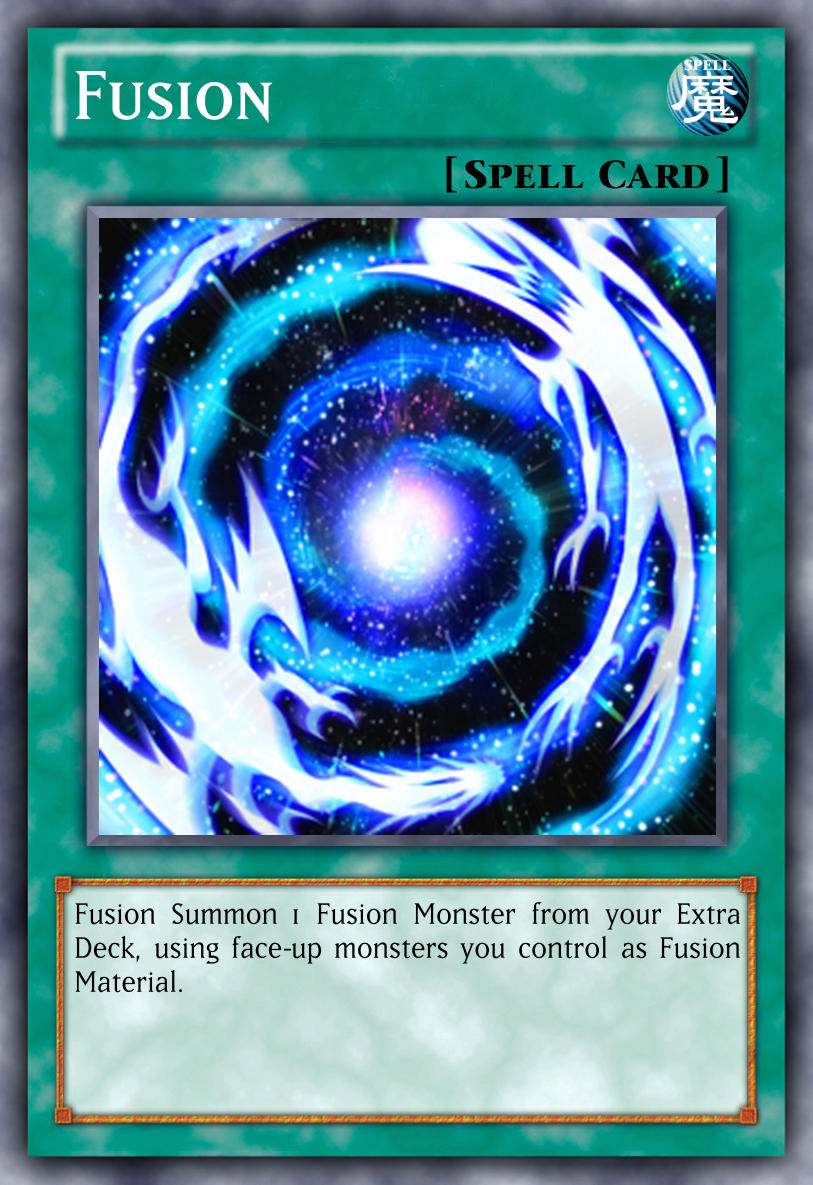 Fusion
SPELL
魔
[Spell Card]
Fusion Summon 1 Fusion Monster from your Extra
Deck, using face-up monsters you control as Fusion
Material.